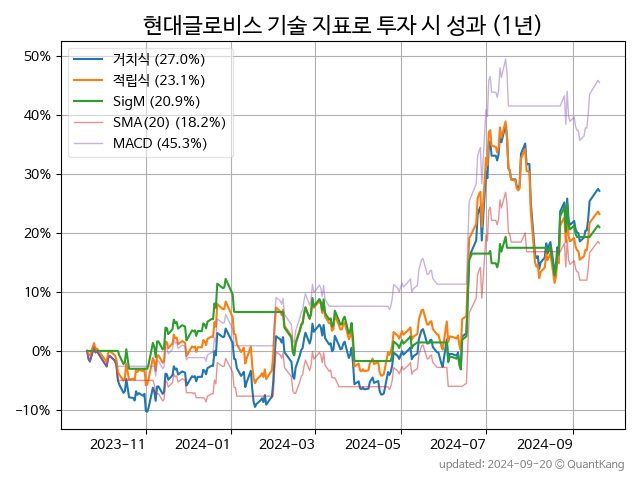 현대글로비스 기술 지표로 투자 시 성과 (1년)
50%
40%
30%
20%
10%
0%
−10%
거치식 (27.0%)
적립식 (23.1%)
SigM (20.9%)
SMA(20) (18.2%)
MACD (45.3%)
2023-11
2024-01
2024-03
2024-05
2024-07
2024-09
updated: 2024-09-20 © QuantKang